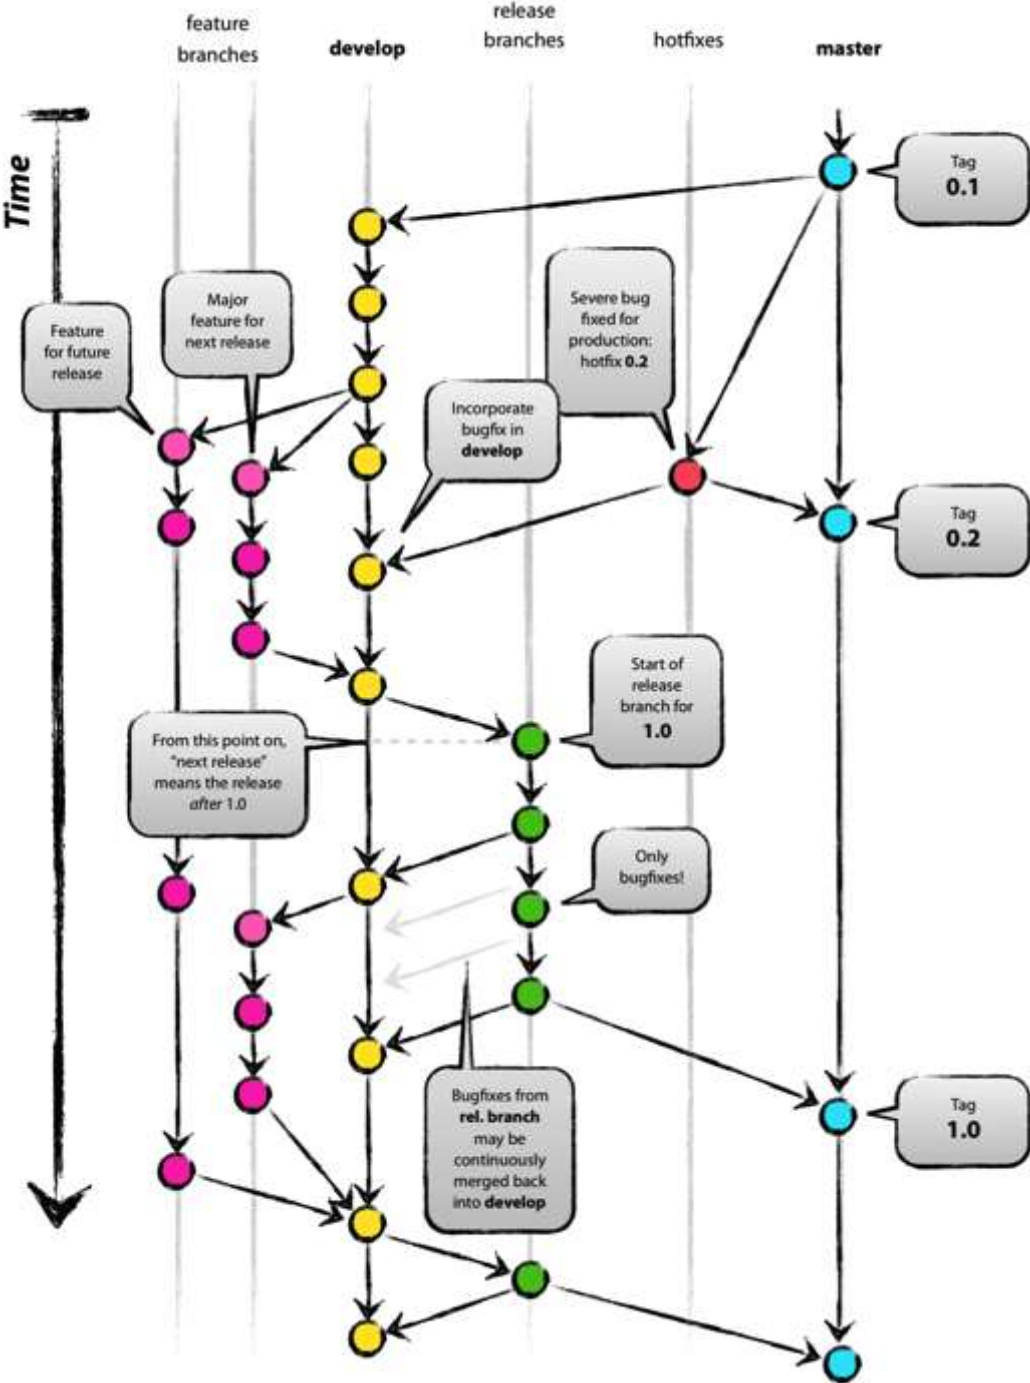 feature
branches
develop
release
branches
hotfixes
master
Time
Tag
0.1
Major
feature for
next release
Feature
for future
release
Severe bug
fixed for
production:
hotfix 0.2
Incorporate
bugfix in
develop
Tag
0.2
Start of
release
branch for
1.0
From this point on,
“next release”
means the release
after 1.0
Only
bugfixes!
Bugfixes from
rel. branch
may be
continuously
merged back
into develop
Tag
1.0